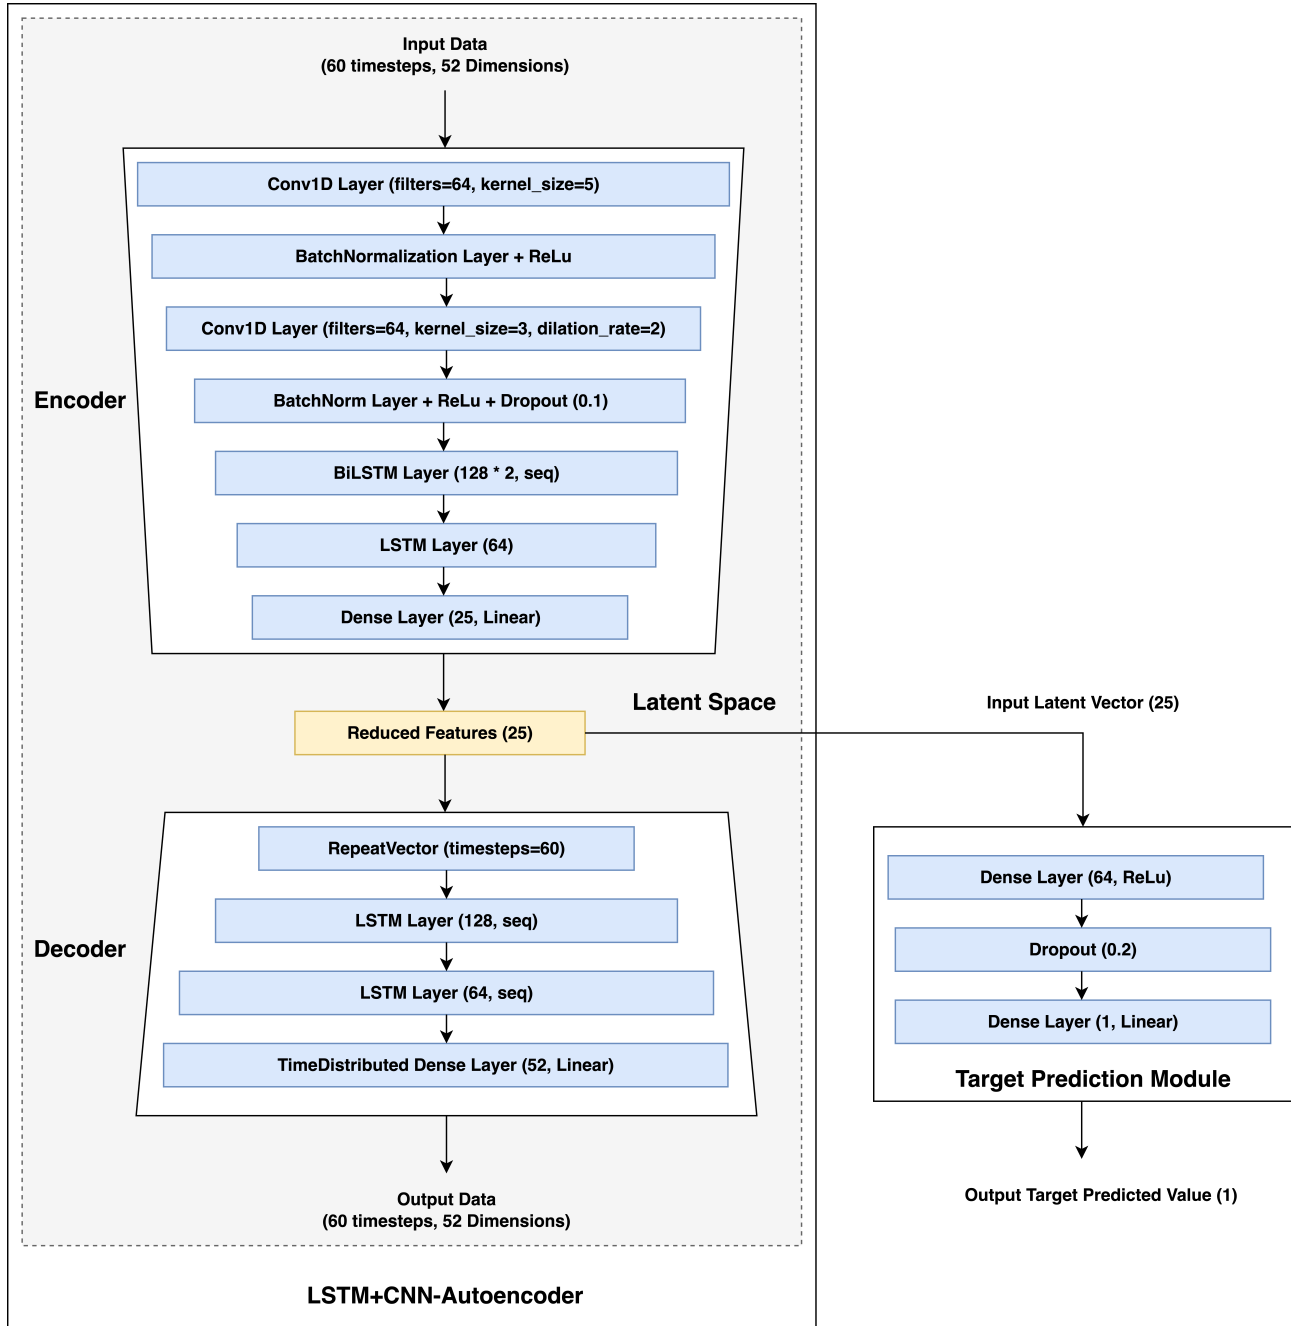 Input Data
(60 timesteps, 52 Dimensions)
Conv1D Layer (filters=64, kernel_size=5)
BatchNormalization Layer + ReLu
Conv1D Layer (filters=64, kernel_size=3, dilation_rate=2)
Encoder
BatchNorm Layer + ReLu + Dropout (0.1)
BiLSTM Layer (128 * 2, seq)
LSTM Layer (64)
Dense Layer (25, Linear)
Latent Space
Reduced Features (25)
RepeatVector (timesteps=60)
LSTM Layer (128, seq)
Decoder
LSTM Layer (64, seq)
TimeDistributed Dense Layer (52, Linear)
Output Data
(60 timesteps, 52 Dimensions)
LSTM+CNN-Autoencoder
Input Latent Vector (25)
Dense Layer (64, ReLu)
Dropout (0.2)
Dense Layer (1, Linear)
Target Prediction Module
Output Target Predicted Value (1)